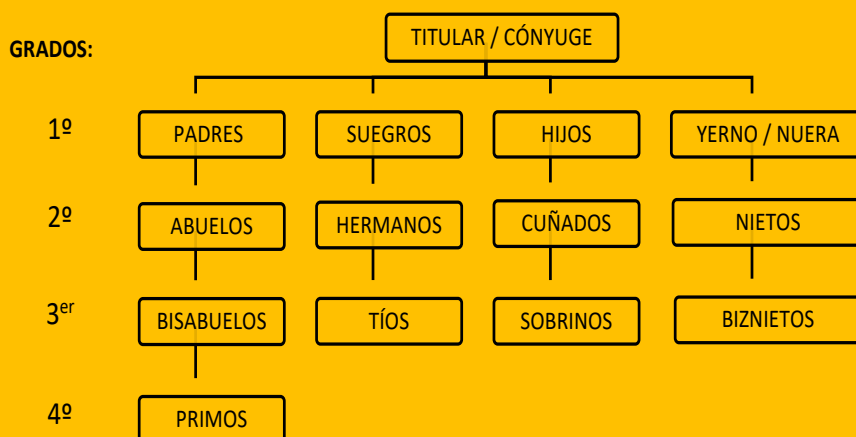 TITULAR / CÓNYUGE
GRADOS:
1º
PADRES
SUEGROS
HIJOS
YERNO / NUERA
2º
ABUELOS
HERMANOS
CUÑADOS
NIETOS
3er
BISABUELOS
TÍOS
SOBRINOS
BIZNIETOS
4º
PRIMOS